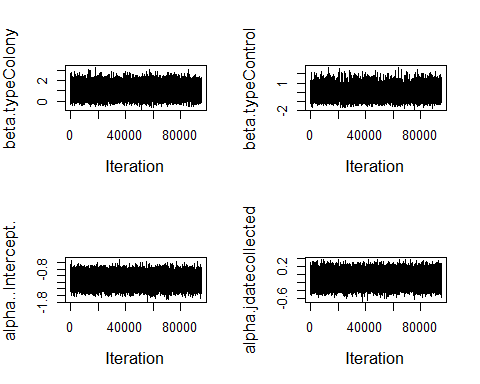 beta.typeColony
0 2
0 40000 80000
Iteration
beta.typeControl
-2 1
0 40000 80000
Iteration
alpha...Intercept.
-1.8 -0.8
0 40000 80000
Iteration
alpha.jdatecollected
-0.6 0.2
0 40000 80000
Iteration